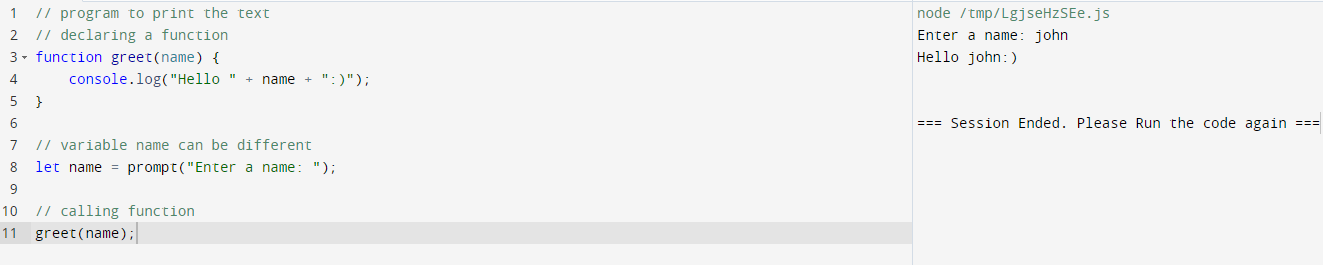 1 // program to print the text
2 // declaring a function
3 function greet(name) {
4     console.log("Hello " + name + ":)");
5 }
6
7 // variable name can be different
8 let name = prompt("Enter a name: ");
9
10 // calling function
11 greet(name);
node /tmp/LgjseHzSEe.js
Enter a name: john
Hello john:)
=== Session Ended. Please Run the code again ===